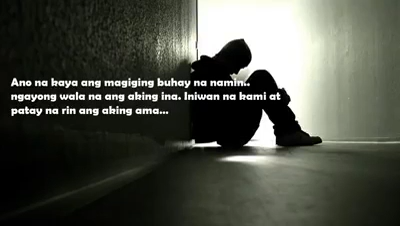 Ano na kaya ang magiging buhay na namin..
ngayong wala na ang aking ina. Iniwan na kami at
patay na rin ang aking ama...